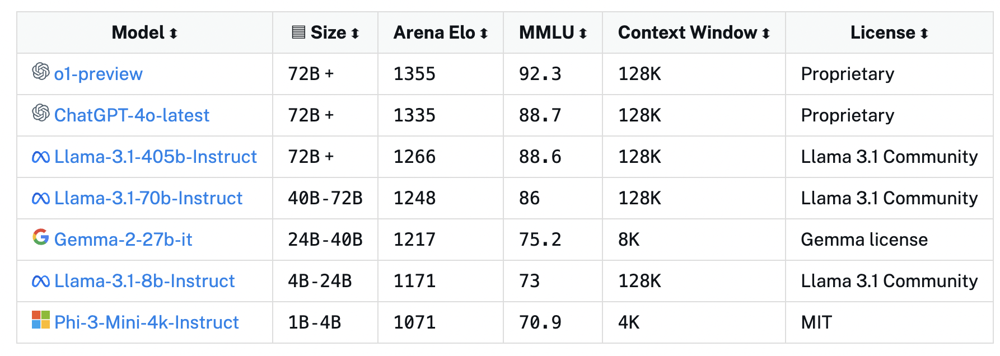 Model Size Arena Elo MMLU Context Window License
o1-preview 72B + 1355 92.3 128K Proprietary
ChatGPT-4o-latest 72B + 1335 88.7 128K Proprietary
Llama-3.1-405b-Instruct 72B + 1266 88.6 128K Llama 3.1 Community
Llama-3.1-70b-Instruct 40B-72B 1248 86 128K Llama 3.1 Community
Gemma-2-27b-it 24B-40B 1217 75.2 8K Gemma license
Llama-3.1-8b-Instruct 4B-24B 1171 73 128K Llama 3.1 Community
Phi-3-Mini-4k-Instruct 1B-4B 1071 70.9 4K MIT